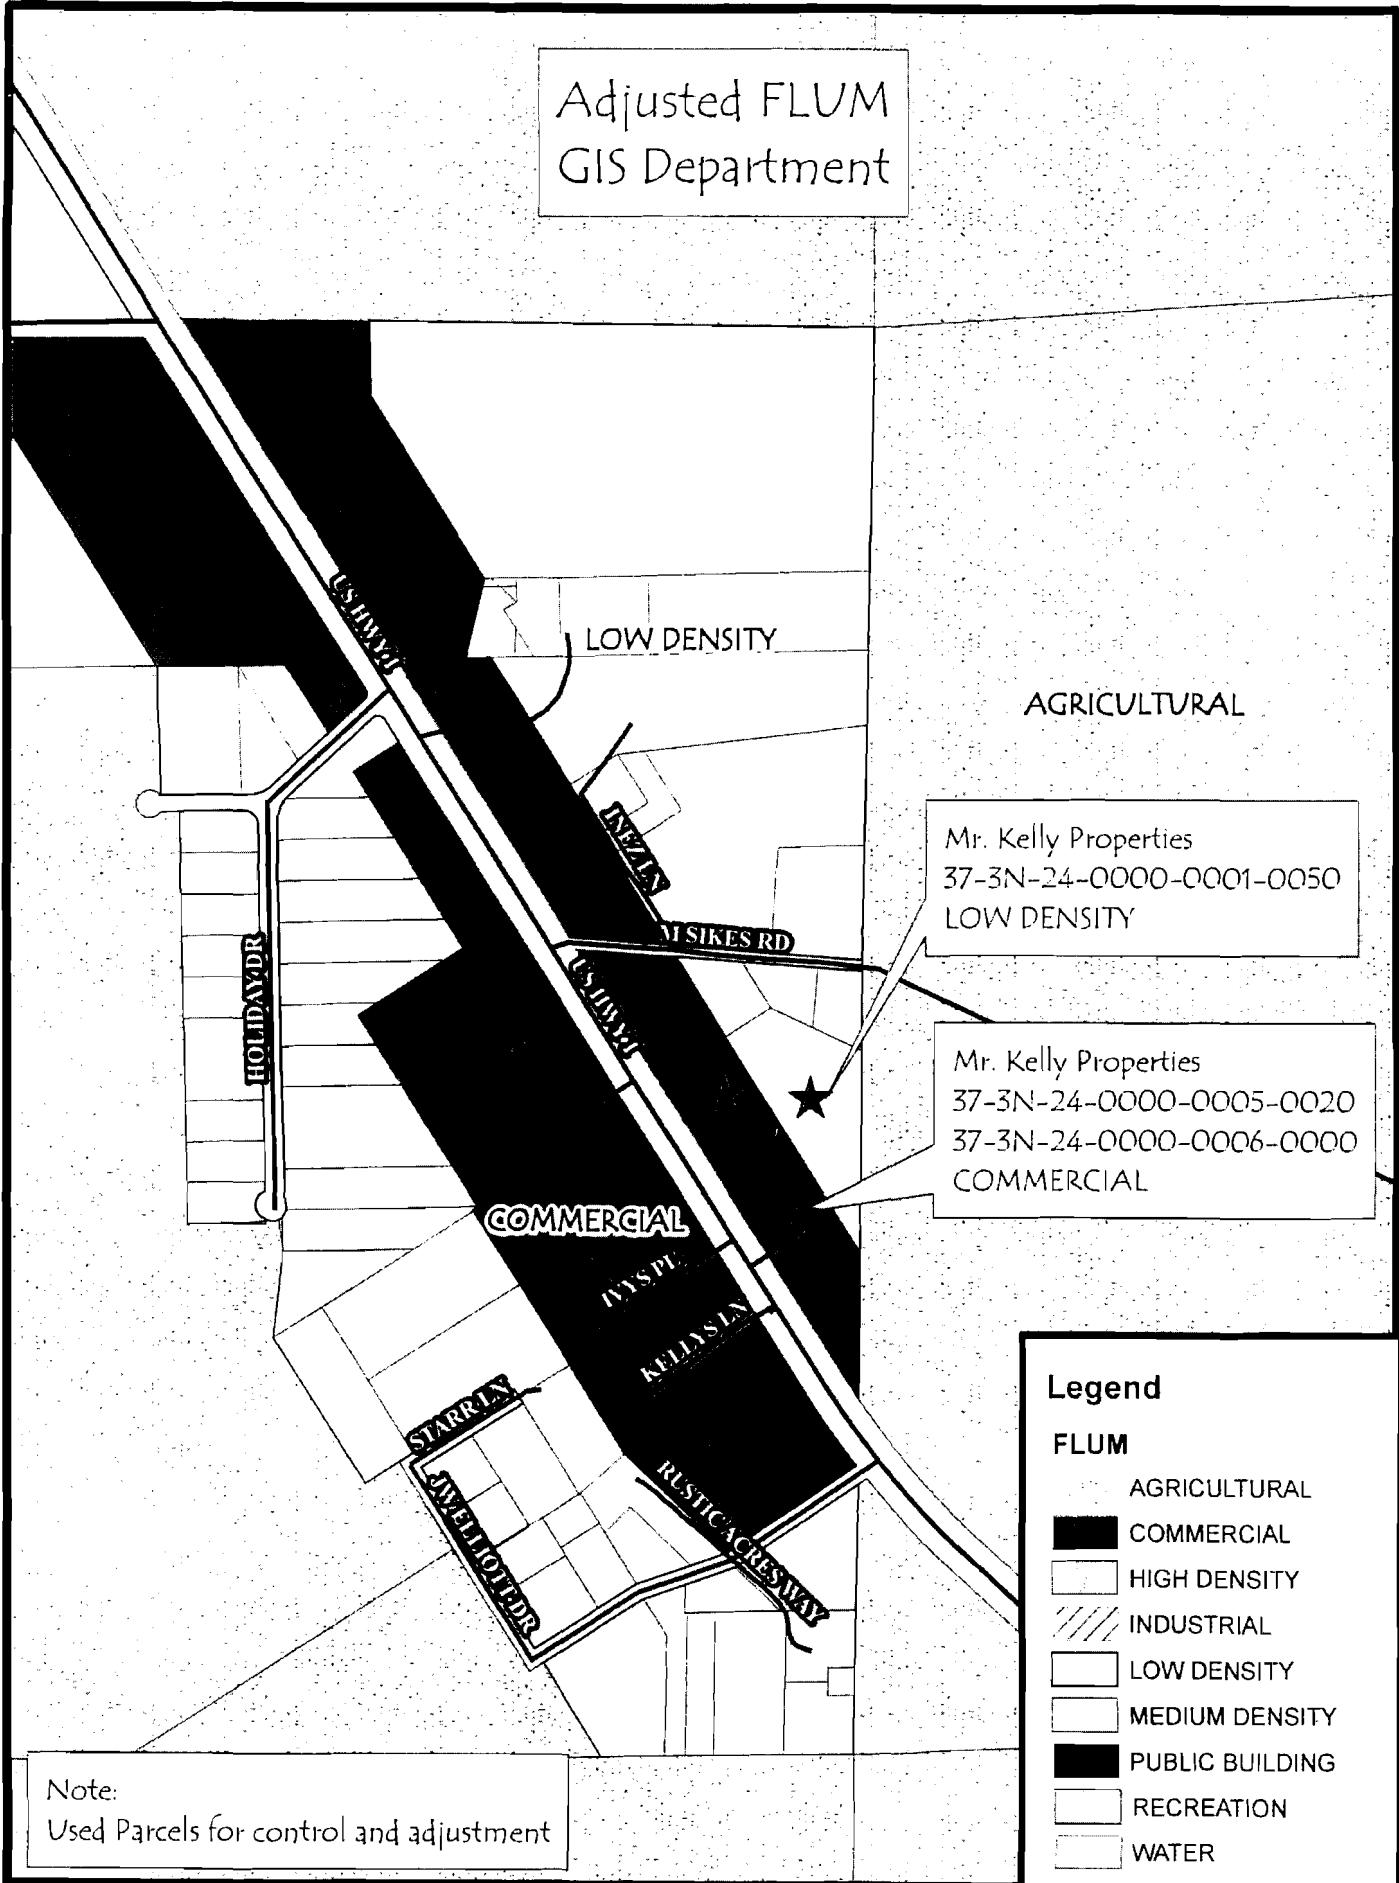 Adjusted FLUM
GIS Department
US HWY 1
LOW DENSITY
AGRICULTURAL
INEZ LN
Mr. Kelly Properties
37-3N-24-0000-0001-0050
LOW DENSITY
M SIKES RD
HOLIDAY DR
US HWY 1
Mr. Kelly Properties
37-3N-24-0000-0005-0020
37-3N-24-0000-0006-0000
COMMERCIAL
COMMERCIAL
IVYS PL
KELLYS LN
STARR LN
J W ELLIOTT DR
RUSTIC ACRES WAY
Legend
FLUM
AGRICULTURAL
COMMERCIAL
HIGH DENSITY
INDUSTRIAL
LOW DENSITY
MEDIUM DENSITY
PUBLIC BUILDING
RECREATION
WATER
Note:
Used Parcels for control and adjustment